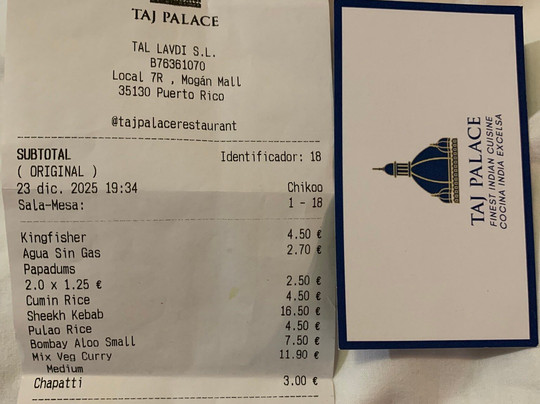 TAJ PALACE
TAL LAVDI S.L.
B76361070
Local 7R , Mogán Mall
35130 Puerto Rico
@tajpalacerestaurant
SUBTOTAL Identificador: 18
( ORIGINAL )
23 dic. 2025 19:34 Chikoo
Sala-Mesa: 1 - 18
Kingfisher 4.50 €
Agua Sin Gas 2.70 €
Papadums
2.0 x 1.25 € 2.50 €
Cumin Rice 4.50 €
Sheekh Kebab 16.50 €
Pulao Rice 4.50 €
Bombay Aloo Small 7.50 €
Mix Veg Curry 11.90 €
Medium
Chapatti 3.00 €
TAJ PALACE
FINEST INDIAN CUISINE
COCINA INDIA EXCELSA